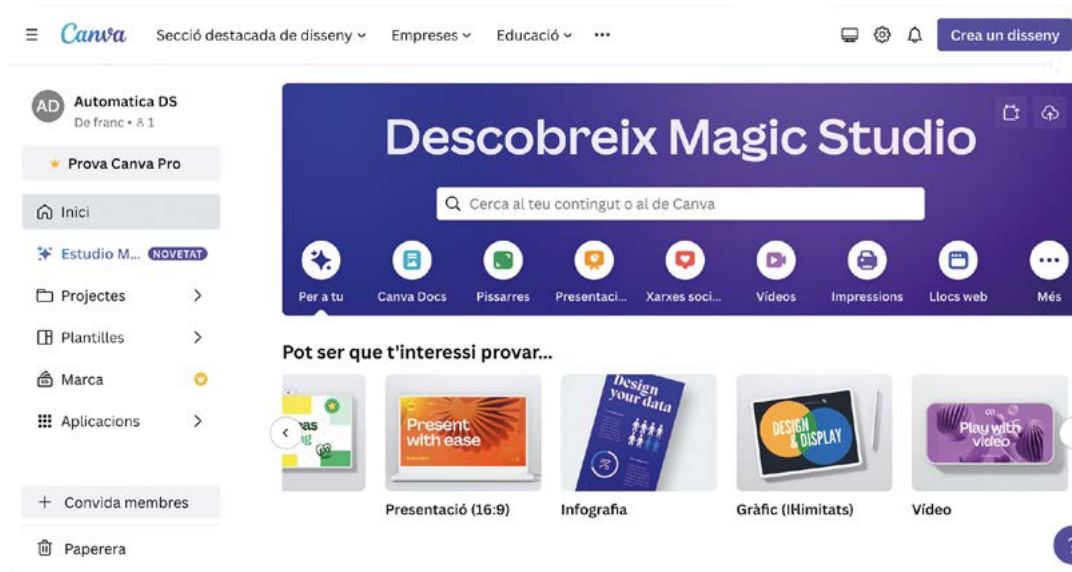 Canva
Secció destacada de disseny
Empreses
Educació
Crea un disseny
AD
Automatica DS
De franc • 1
Prova Canva Pro
Inici
Estudio M... NOVETAT
Projectes
Plantilles
Marca
Aplicacions
+ Convida membres
Paperera
Descobreix Magic Studio
Cerca al teu contingut o al de Canva
Per a tu
Canva Docs
Pissarres
Presentaci...
Xarxes soci...
Vídeos
Impressions
Llocs web
Més
Pot ser que t'interessi provar...
Present
with ease
Design
your data
DESIGN
& DISPLAY
Play with
video
Presentació (16:9)
Infografia
Gràfic (Il·limitats)
Vídeo